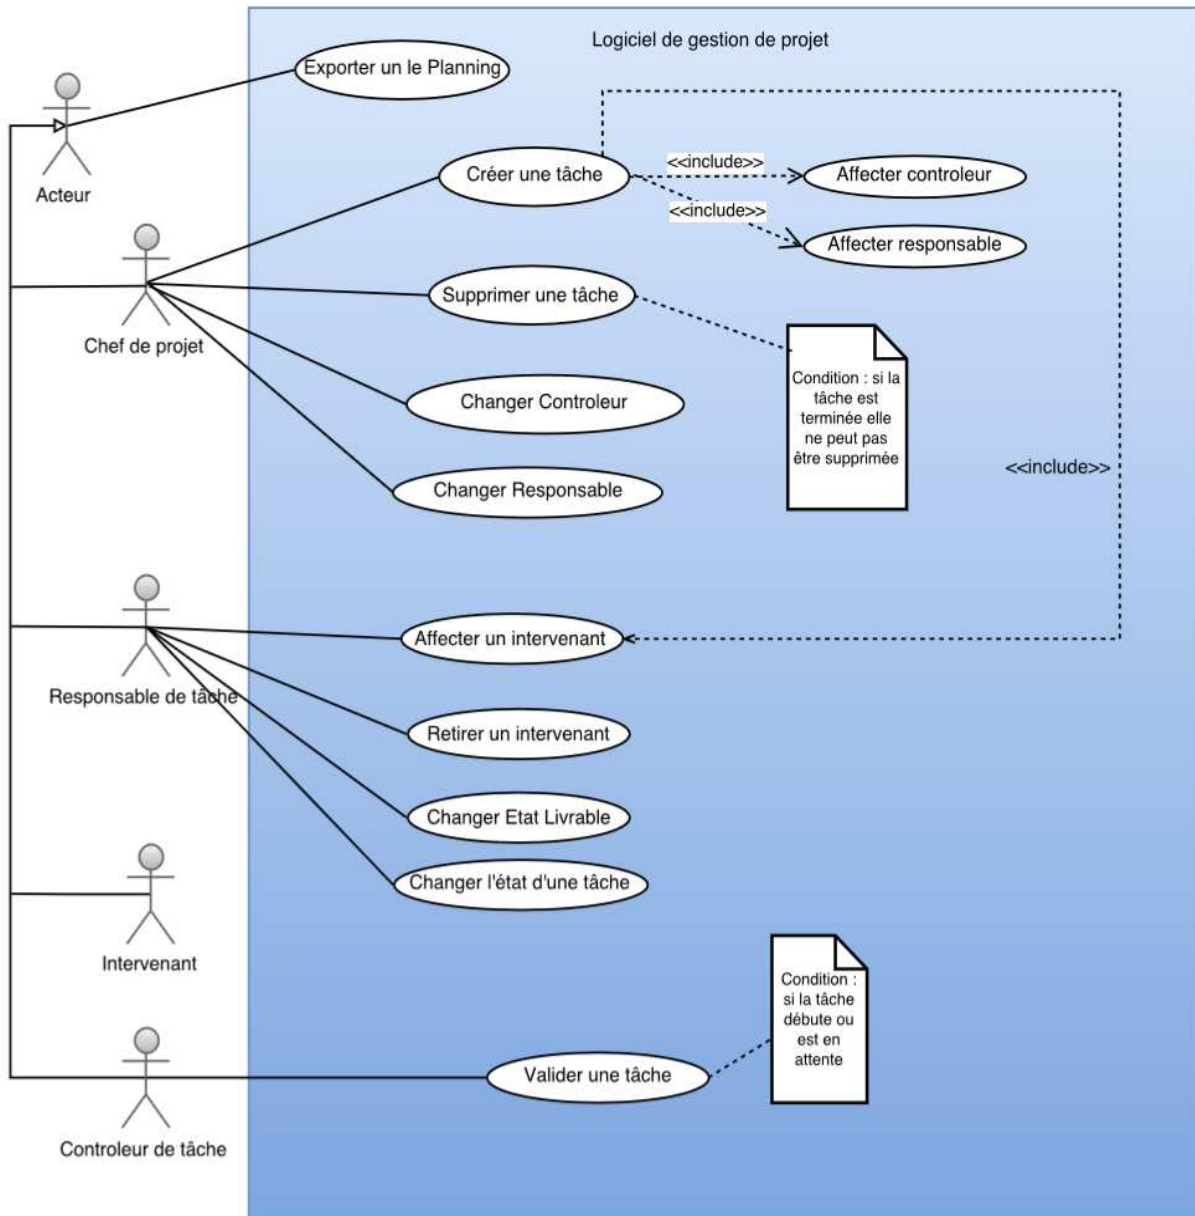 Logiciel de gestion de projet
Exporter un le Planning
Acteur
Créer une tâche
<<include>>
Affecter controleur
<<include>>
Affecter responsable
Chef de projet
Supprimer une tâche
Condition : si la
tâche est
terminée elle
ne peut pas
être supprimée
Changer Controleur
<<include>>
Changer Responsable
Responsable de tâche
Affecter un intervenant
Retirer un intervenant
Changer Etat Livrable
Changer l'état d'une tâche
Intervenant
Condition :
si la tâche
débute ou
est en
attente
Valider une tâche
Controleur de tâche